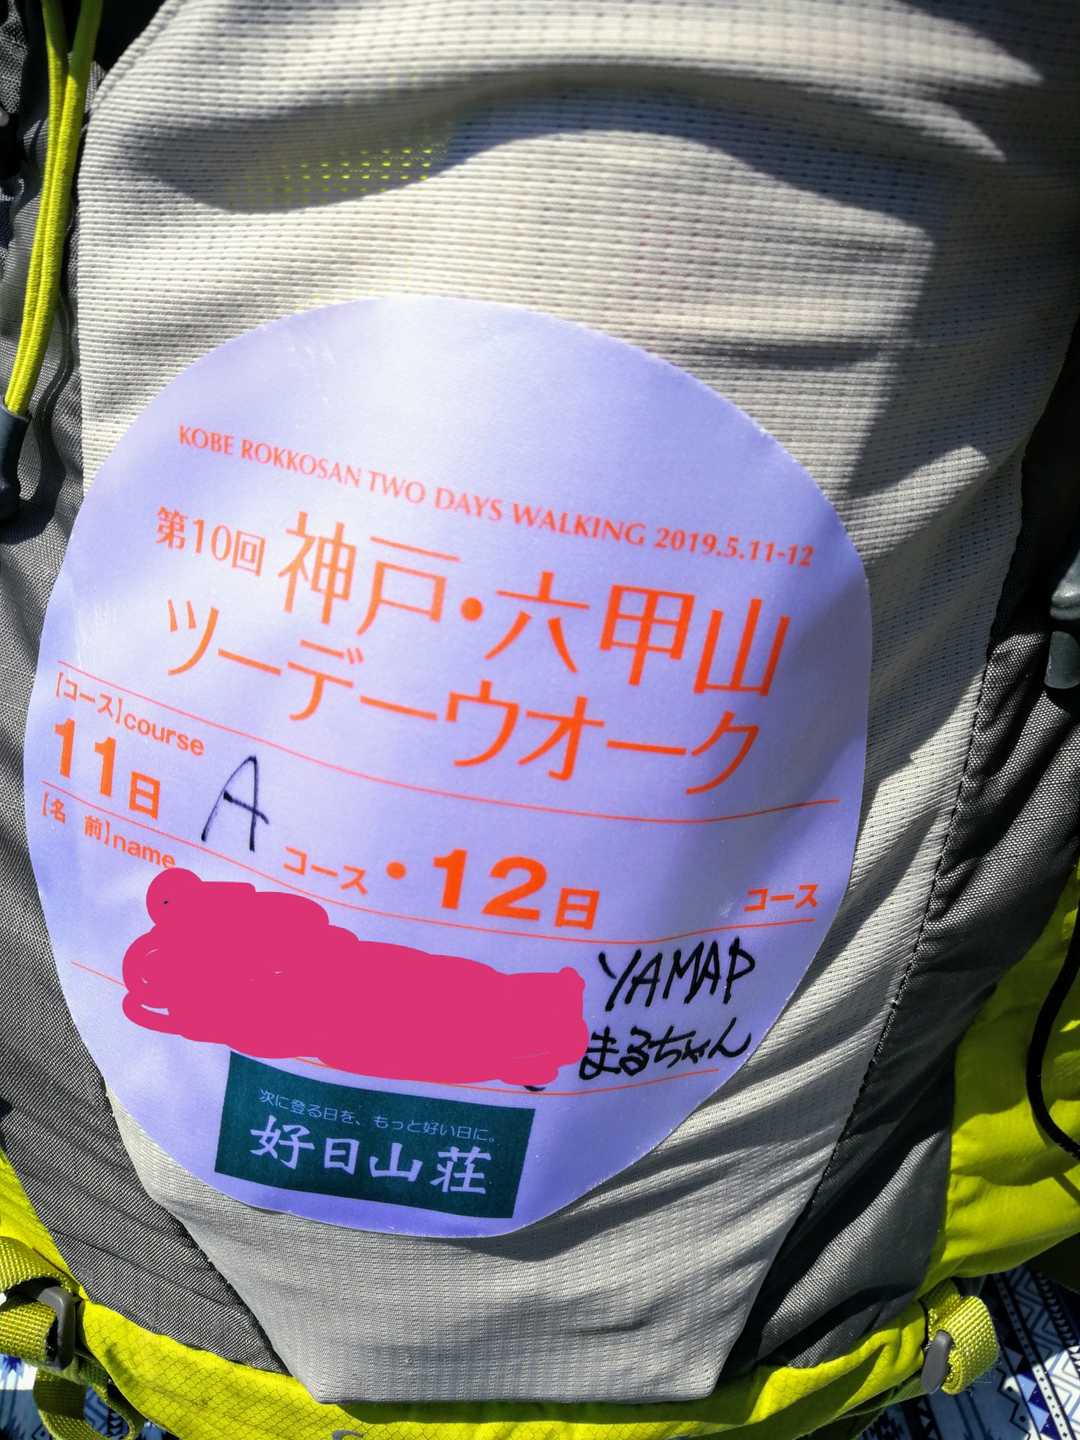 KOBE ROKKOSAN TWO DAYS WALKING 2019.5.11-12
第10回 神戸・六甲山
ツーデーウオーク
【コース】course
11日 A コース・12日 コース
【名 前】name
YAMAP
まるちゃん
次に登る日を、もっと好い日に。
好日山荘